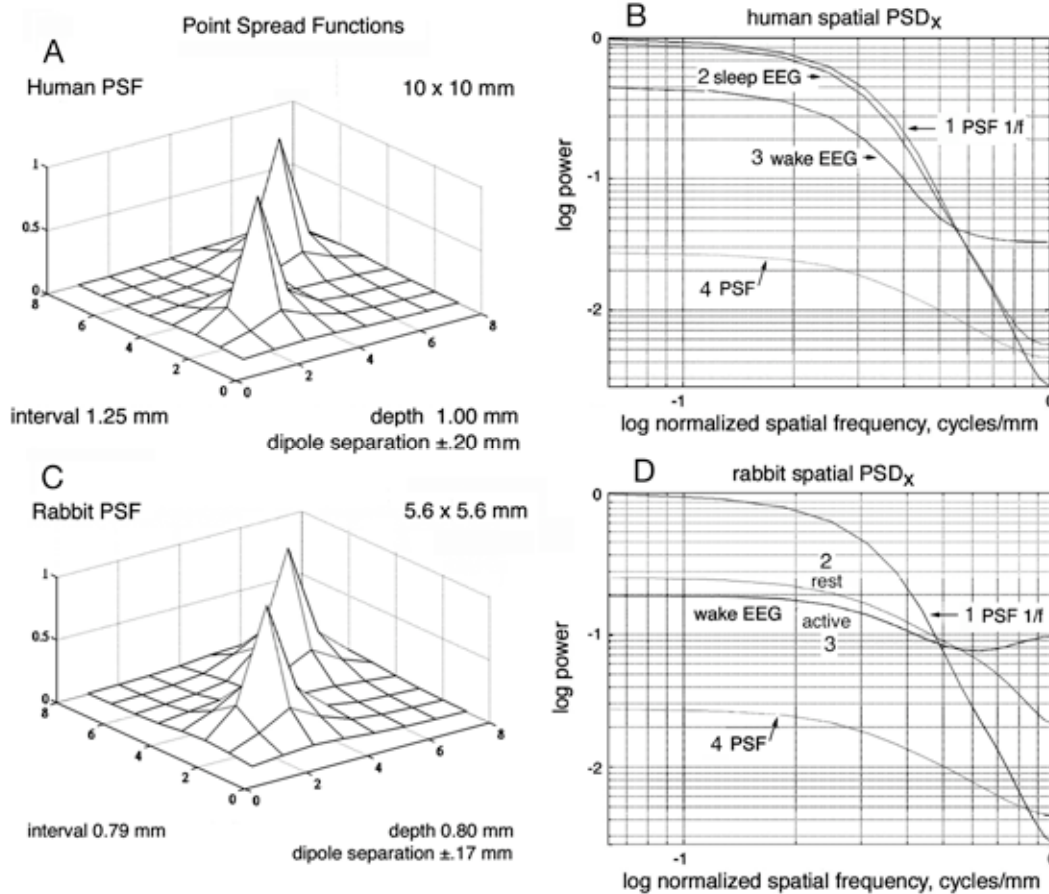 Point Spread Functions
A
Human PSF
10 x 10 mm
1
0.5
0
8
6
4
2
0
0
2
4
6
8
interval 1.25 mm
depth 1.00 mm
dipole separation ±.20 mm
B
human spatial PSDX
0
-1
-2
log power
2 sleep EEG
1 PSF 1/f
3 wake EEG
4 PSF
-1
0
log normalized spatial frequency, cycles/mm
C
Rabbit PSF
5.6 x 5.6 mm
1
0.5
0
8
6
4
2
0
0
2
4
6
8
interval 0.79 mm
depth 0.80 mm
dipole separation ±.17 mm
D
rabbit spatial PSDX
0
-1
-2
log power
2
rest
wake EEG
active
3
1 PSF 1/f
4 PSF
-1
0
log normalized spatial frequency, cycles/mm